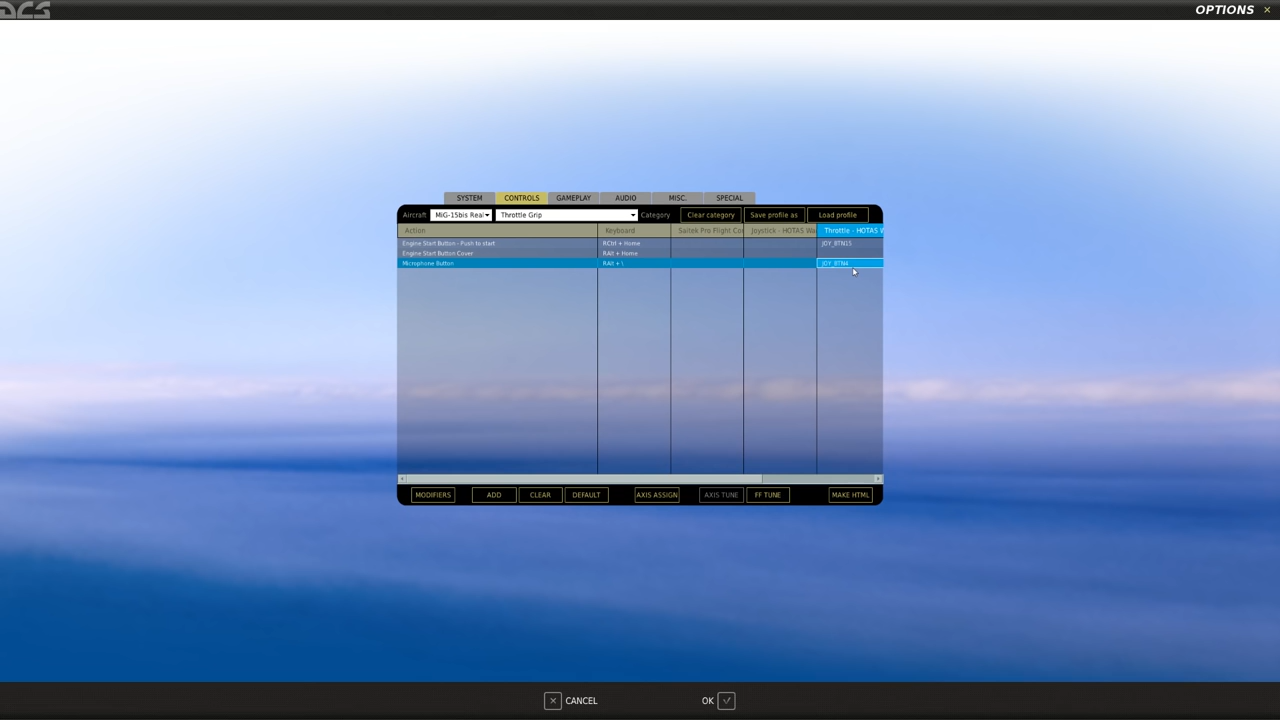 DCS
OPTIONS
SYSTEM CONTROLS GAMEPLAY AUDIO MISC. SPECIAL
Aircraft MiG-15bis Real Throttle Grip Category Clear category Save profile as Load profile
Action Keyboard Saitek Pro Flight Co Joystick - HOTAS Wa Throttle - HOTAS W
Engine Start Button - Push to start RCtrl + Home JOY_BTN15
Engine Start Button Cover RAlt + Home
Microphone Button RAlt + \ JOY_BTN4
MODIFIERS ADD CLEAR DEFAULT AXIS ASSIGN AXIS TUNE FF TUNE MAKE HTML
CANCEL OK